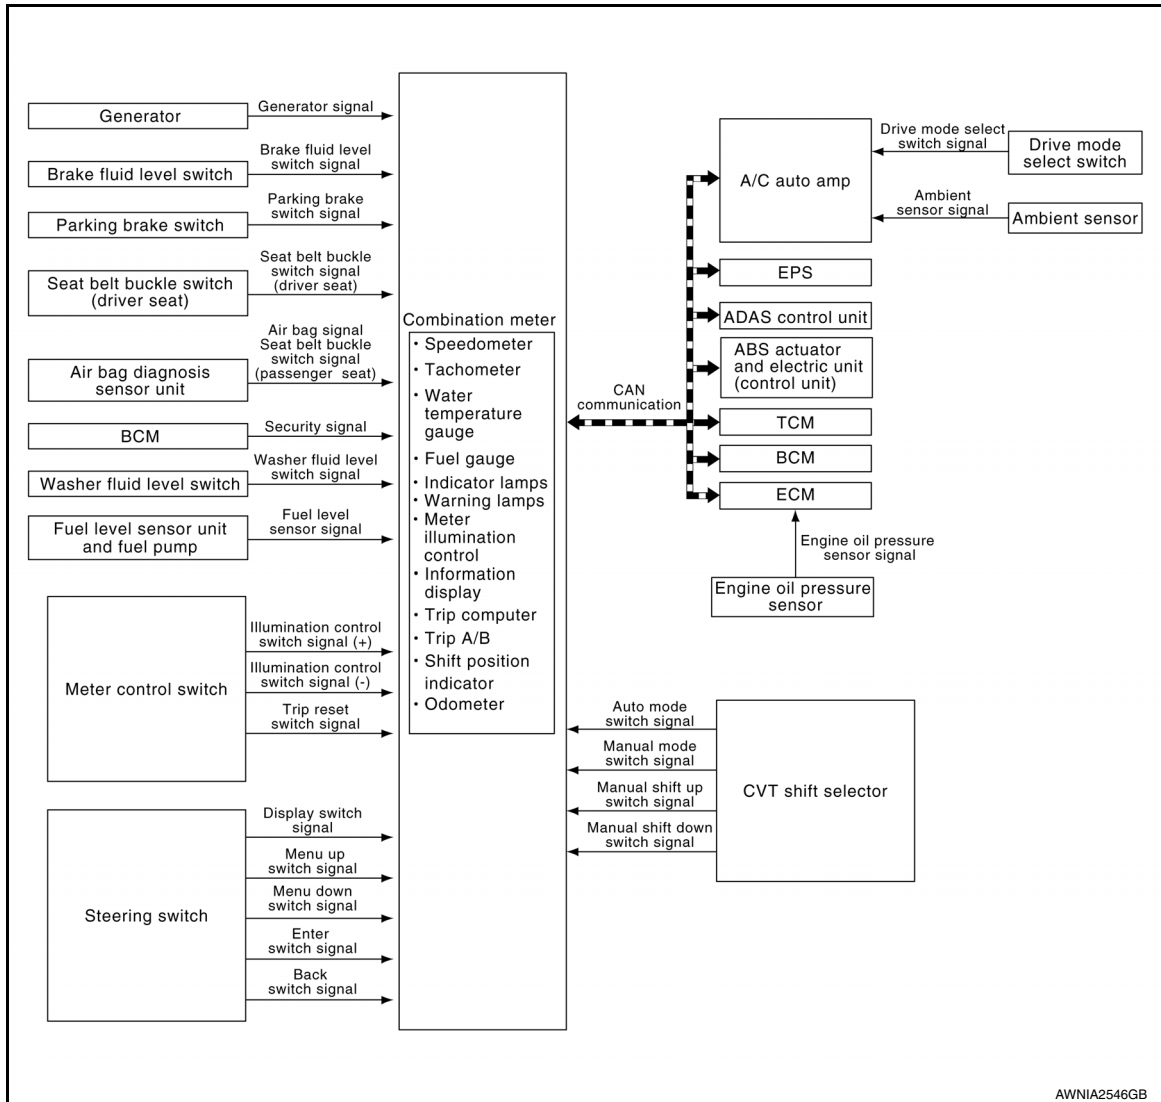 Generator
Generator signal
Brake fluid level switch
Brake fluid level
switch signal
Parking brake switch
Parking brake
switch signal
Seat belt buckle switch
(driver seat)
Seat belt buckle
switch signal
(driver seat)
Air bag diagnosis
sensor unit
Air bag signal
Seat belt buckle
switch signal
(passenger seat)
BCM
Security signal
Washer fluid level switch
Washer fluid level
switch signal
Fuel level sensor unit
and fuel pump
Fuel level
sensor signal
Meter control switch
Illumination control
switch signal (+)
Illumination control
switch signal (-)
Trip reset
switch signal
Steering switch
Display switch
signal
Menu up
switch signal
Menu down
switch signal
Enter
switch signal
Back
switch signal
Combination meter
· Speedometer
· Tachometer
· Water
temperature
gauge
· Fuel gauge
· Indicator lamps
· Warning lamps
· Meter
illumination
control
· Information
display
· Trip computer
· Trip A/B
· Shift position
indicator
· Odometer
CAN
communication
A/C auto amp
Drive mode select
switch signal
Drive mode
select switch
Ambient
sensor signal
Ambient sensor
EPS
ADAS control unit
ABS actuator
and electric unit
(control unit)
TCM
BCM
ECM
Engine oil pressure
sensor signal
Engine oil pressure
sensor
Auto mode
switch signal
Manual mode
switch signal
Manual shift up
switch signal
Manual shift down
switch signal
CVT shift selector
AWNIA2546GB